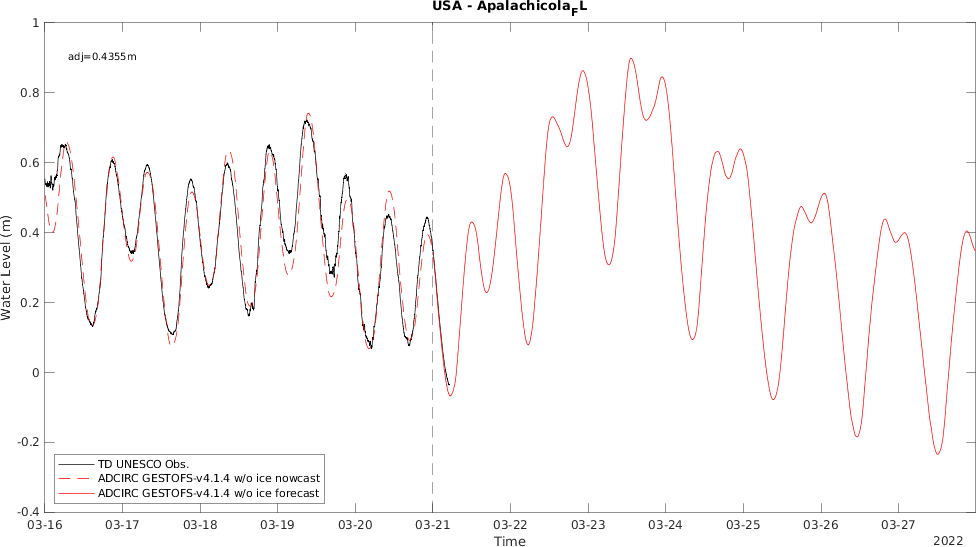 USA - Apalachicola_FL
1
adj=0.4355m
0.8
0.6
0.4
0.2
0
-0.2
-0.4
Water Level (m)
TD UNESCO Obs.
ADCIRC GESTOFS-v4.1.4 w/o ice nowcast
ADCIRC GESTOFS-v4.1.4 w/o ice forecast
03-16 03-17 03-18 03-19 03-20 03-21 03-22 03-23 03-24 03-25 03-26 03-27
Time
2022